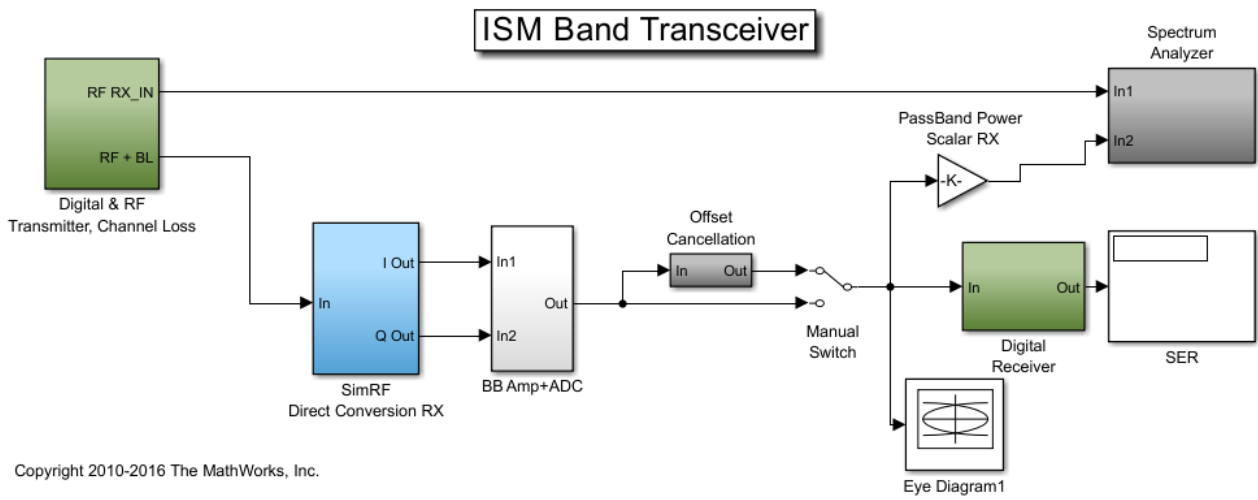 ISM Band Transceiver
Spectrum
Analyzer
RF RX_IN
RF + BL
Digital & RF
Transmitter, Channel Loss
In1
In2
PassBand Power
Scalar RX
-K-
I Out
In
Q Out
SimRF
Direct Conversion RX
In1
In2
Out
BB Amp+ADC
Offset
Cancellation
In
Out
Manual
Switch
In
Out
Digital
Receiver
SER
Eye Diagram1
Copyright 2010-2016 The MathWorks, Inc.